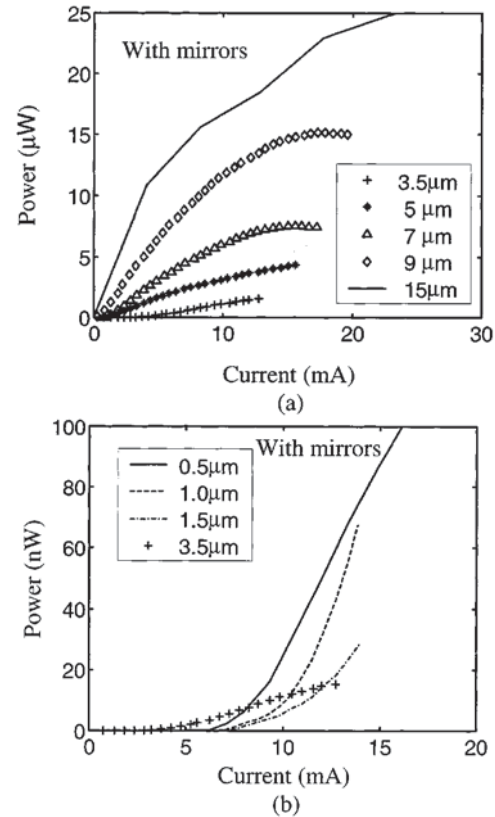 25
20
15
10
5
0
Power (μW)
With mirrors
3.5μm
5 μm
7 μm
9 μm
15μm
0 10 20 30
Current (mA)
(a)
100
80
60
40
20
0
Power (nW)
With mirrors
0.5μm
1.0μm
1.5μm
3.5μm
0 5 10 15 20
Current (mA)
(b)